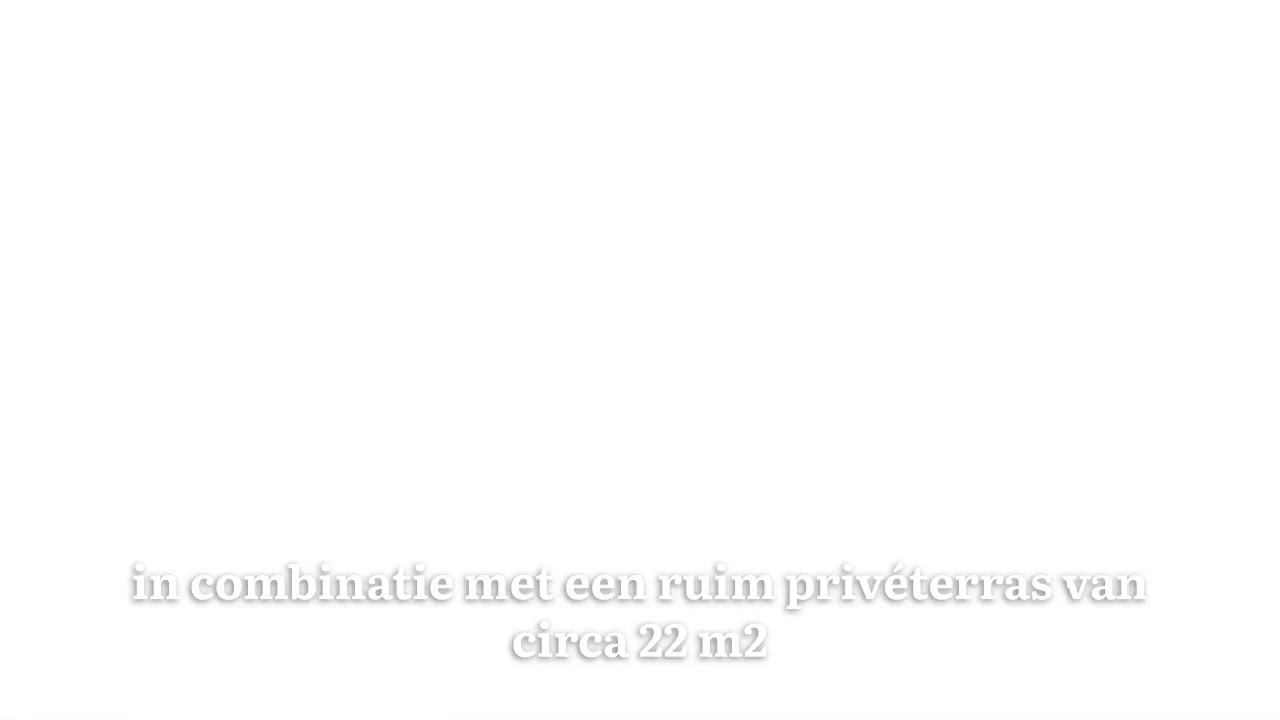 in combinatie met een ruim privéterras van
circa 22 m2